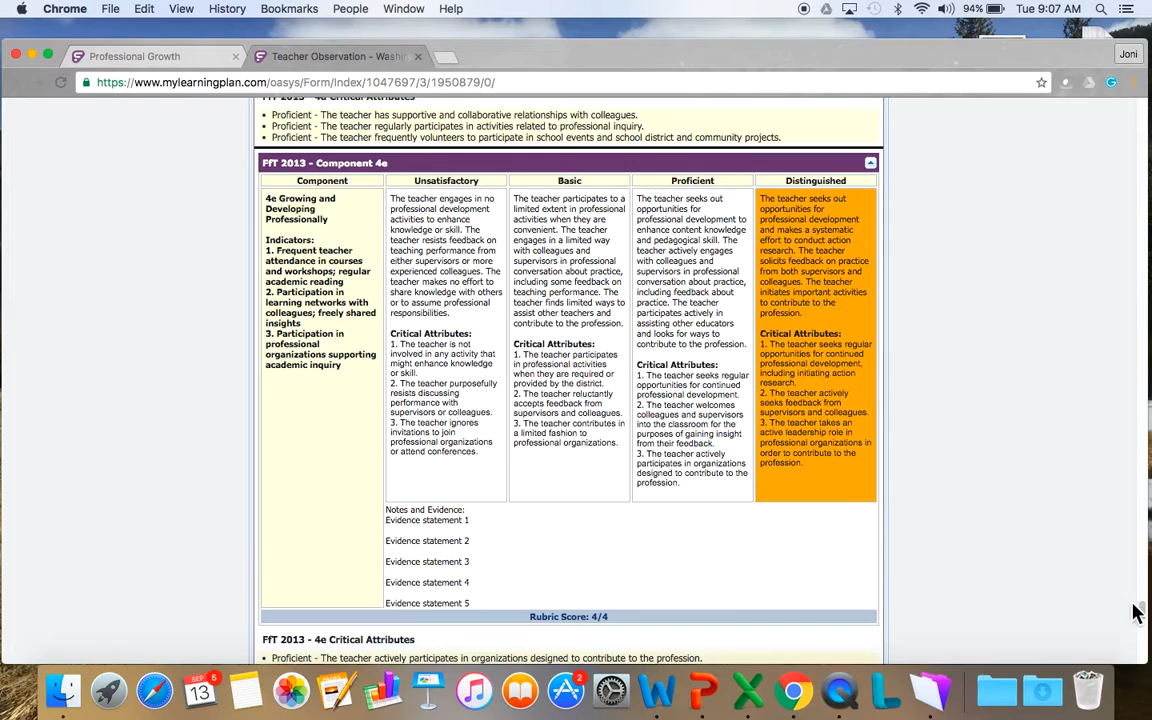 Chrome File Edit View History Bookmarks People Window Help 94% Tue 9:07 AM
Professional Growth Teacher Observation - Wash
Joni
https://www.mylearningplan.com/oasys/Form/Index/1047697/3/1950879/0/
• Proficient - The teacher has supportive and collaborative relationships with colleagues.
• Proficient - The teacher regularly participates in activities related to professional inquiry.
• Proficient - The teacher frequently volunteers to participate in school events and school district and community projects.
FfT 2013 - Component 4e
Component Unsatisfactory Basic Proficient Distinguished
4e Growing and
Developing
Professionally
Indicators:
1. Frequent teacher
attendance in courses
and workshops; regular
academic reading
2. Participation in
learning networks with
colleagues; freely shared
insights
3. Participation in
professional
organizations supporting
academic inquiry
The teacher engages in no
professional development
activities to enhance
knowledge or skill. The
teacher resists feedback on
teaching performance from
either supervisors or more
experienced colleagues. The
teacher makes no effort to
share knowledge with others
or to assume professional
responsibilities.
Critical Attributes:
1. The teacher is not
involved in any activity that
might enhance knowledge
or skill.
2. The teacher purposefully
resists discussing
performance with
supervisors or colleagues.
3. The teacher ignores
invitations to join
professional organizations
or attend conferences.
The teacher participates to a
limited extent in professional
activities when they are
convenient. The teacher
engages in a limited way
with colleagues and
supervisors in professional
conversation about practice,
including some feedback on
teaching performance. The
teacher finds limited ways to
assist other teachers and
contribute to the profession.
Critical Attributes:
1. The teacher participates
in professional activities
when they are required or
provided by the district.
2. The teacher reluctantly
accepts feedback from
supervisors and colleagues.
3. The teacher contributes in
a limited fashion to
professional organizations.
The teacher seeks out
opportunities for
professional development to
enhance content knowledge
and pedagogical skill. The
teacher actively engages
with colleagues and
supervisors in professional
conversation about practice,
including feedback about
practice. The teacher
participates actively in
assisting other educators
and looks for ways to
contribute to the profession.
Critical Attributes:
1. The teacher seeks regular
opportunities for continued
professional development.
2. The teacher welcomes
colleagues and supervisors
into the classroom for the
purposes of gaining insight
from their feedback.
3. The teacher actively
participates in organizations
designed to contribute to the
profession.
The teacher seeks out
opportunities for
professional development
and makes a systematic
effort to conduct action
research. The teacher
solicits feedback on practice
from both supervisors and
colleagues. The teacher
initiates important activities
to contribute to the
profession.
Critical Attributes:
1. The teacher seeks regular
opportunities for continued
professional development,
including initiating action
research.
2. The teacher actively
seeks feedback from
supervisors and colleagues.
3. The teacher takes an
active leadership role in
professional organizations in
order to contribute to the
profession.
Notes and Evidence:
Evidence statement 1
Evidence statement 2
Evidence statement 3
Evidence statement 4
Evidence statement 5
Rubric Score: 4/4
FfT 2013 - 4e Critical Attributes
• Proficient - The teacher actively participates in organizations designed to contribute to the profession.
SEP
13
5
2